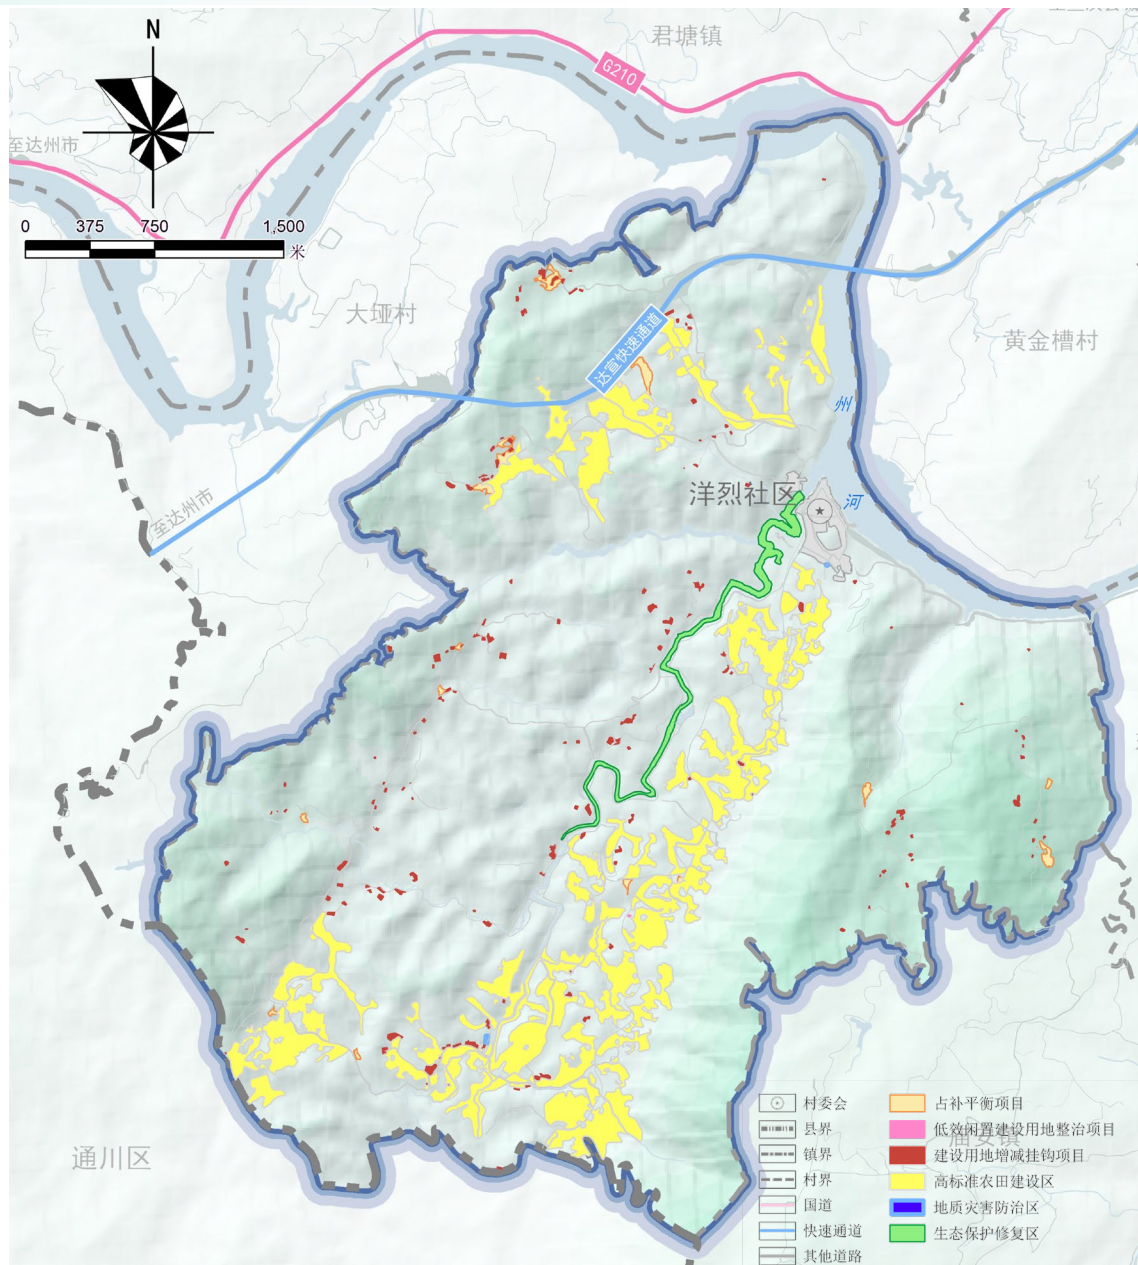 君塘镇
N
G210
至达州市
0 375 750 1,500
米
大垭村
达宣快速通道
黄金槽村
州
河
洋烈社区
至达州市
通川区
村委会
县界
镇界
村界
国道
快速通道
其他道路
占补平衡项目
低效闲置建设用地整治项目
建设用地增减挂钩项目
高标准农田建设区
地质灾害防治区
生态保护修复区